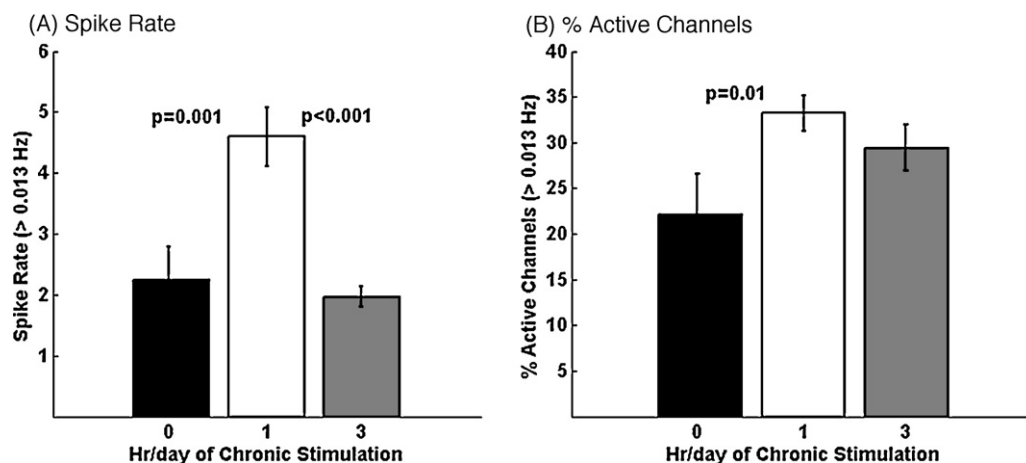 (A) Spike Rate
Spike Rate (> 0.013 Hz)
6
5
4
3
2
1
p=0.001
p<0.001
0
1
3
Hr/day of Chronic Stimulation
(B) % Active Channels
% Active Channels (> 0.013 Hz)
40
35
30
25
20
15
10
5
p=0.01
0
1
3
Hr/day of Chronic Stimulation